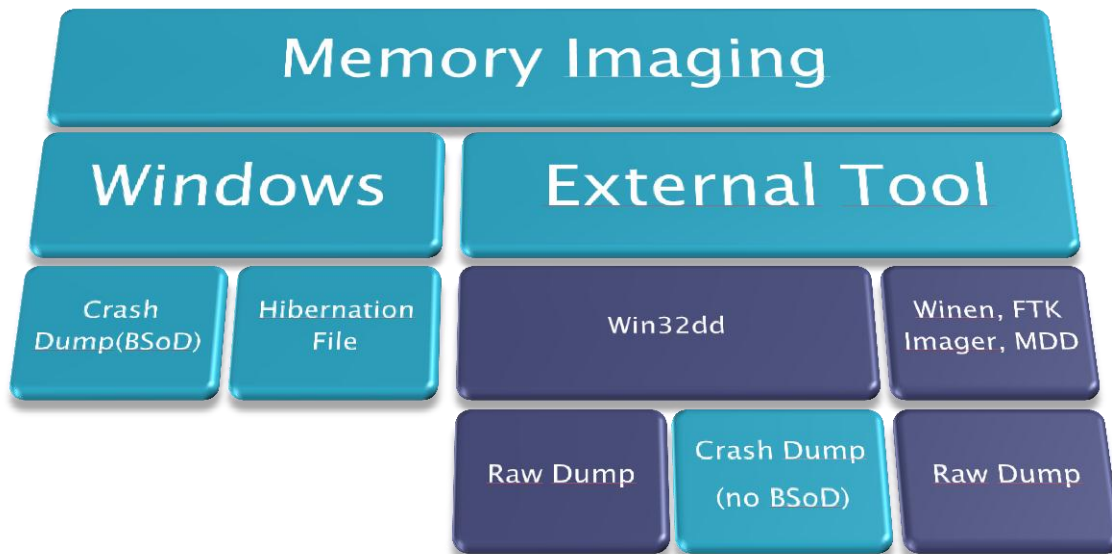 Memory Imaging
Windows
External Tool
Crash
Dump(BSoD)
Hibernation
File
Win32dd
Winen, FTK
Imager, MDD
Raw Dump
Crash Dump
(no BSoD)
Raw Dump